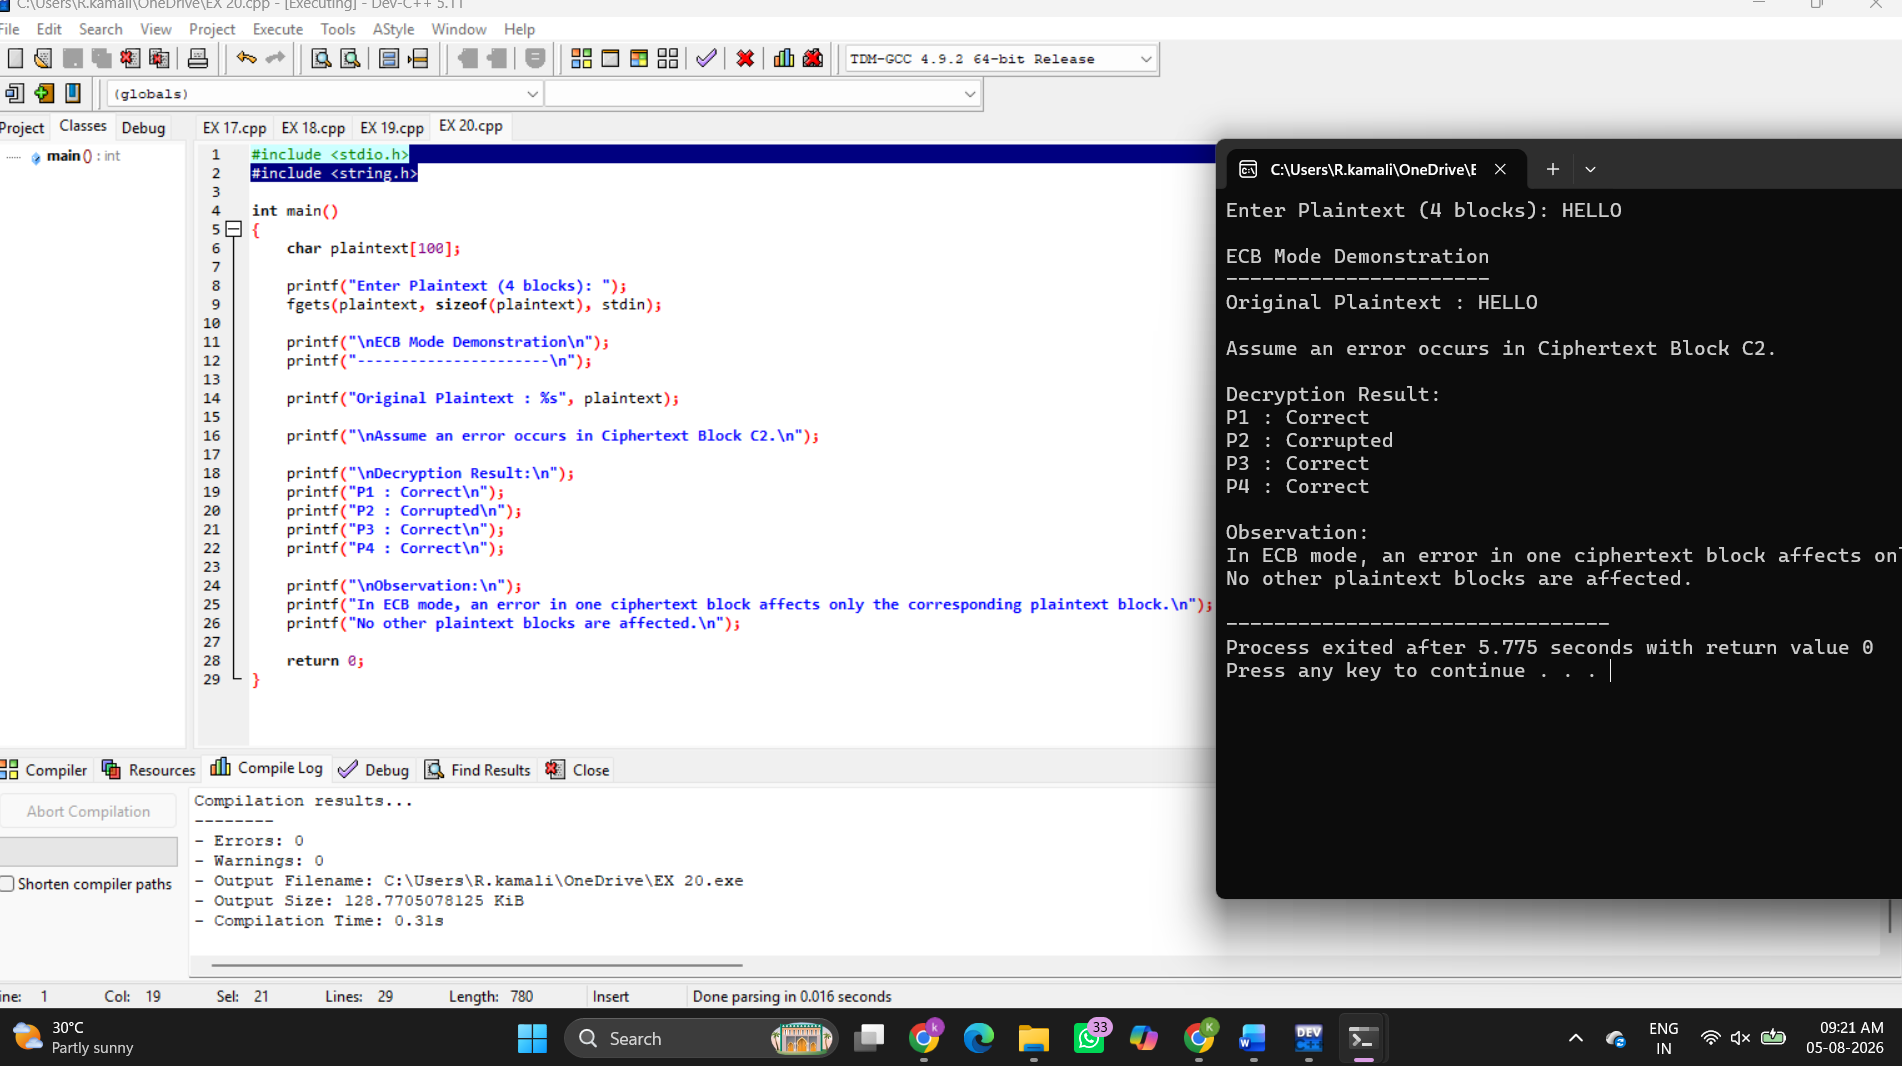 C:\Users\R.kamali\OneDrive\EX 20.cpp - [Executing] - Dev-C++ 5.11
File Edit Search View Project Execute Tools AStyle Window Help
TDM-GCC 4.9.2 64-bit Release
(globals)
Project Classes Debug
EX 17.cpp EX 18.cpp EX 19.cpp EX 20.cpp
main () : int
1 #include <stdio.h>
2 #include <string.h>
3
4 int main()
5 {
6 char plaintext[100];
7
8 printf("Enter Plaintext (4 blocks): ");
9 fgets(plaintext, sizeof(plaintext), stdin);
10
11 printf("\nECB Mode Demonstration\n");
12 printf("----------------------\n");
13
14 printf("Original Plaintext : %s", plaintext);
15
16 printf("\nAssume an error occurs in Ciphertext Block C2.\n");
17
18 printf("\nDecryption Result:\n");
19 printf("P1 : Correct\n");
20 printf("P2 : Corrupted\n");
21 printf("P3 : Correct\n");
22 printf("P4 : Correct\n");
23
24 printf("\nObservation:\n");
25 printf("In ECB mode, an error in one ciphertext block affects only the corresponding plaintext block.\n");
26 printf("No other plaintext blocks are affected.\n");
27
28 return 0;
29 }
C:\Users\R.kamali\OneDrive\E
Enter Plaintext (4 blocks): HELLO
ECB Mode Demonstration
----------------------
Original Plaintext : HELLO
Assume an error occurs in Ciphertext Block C2.
Decryption Result:
P1 : Correct
P2 : Corrupted
P3 : Correct
P4 : Correct
Observation:
In ECB mode, an error in one ciphertext block affects on
No other plaintext blocks are affected.
--------------------------------
Process exited after 5.775 seconds with return value 0
Press any key to continue . . .
Compiler Resources Compile Log Debug Find Results Close
Abort Compilation
Shorten compiler paths
Compilation results...
--------
- Errors: 0
- Warnings: 0
- Output Filename: C:\Users\R.kamali\OneDrive\EX 20.exe
- Output Size: 128.7705078125 KiB
- Compilation Time: 0.31s
ine: 1 Col: 19 Sel: 21 Lines: 29 Length: 780 Insert Done parsing in 0.016 seconds
30°C
Partly sunny
Search
k
33
K
W
DEV
C++
ENG
IN
09:21 AM
05-08-2026